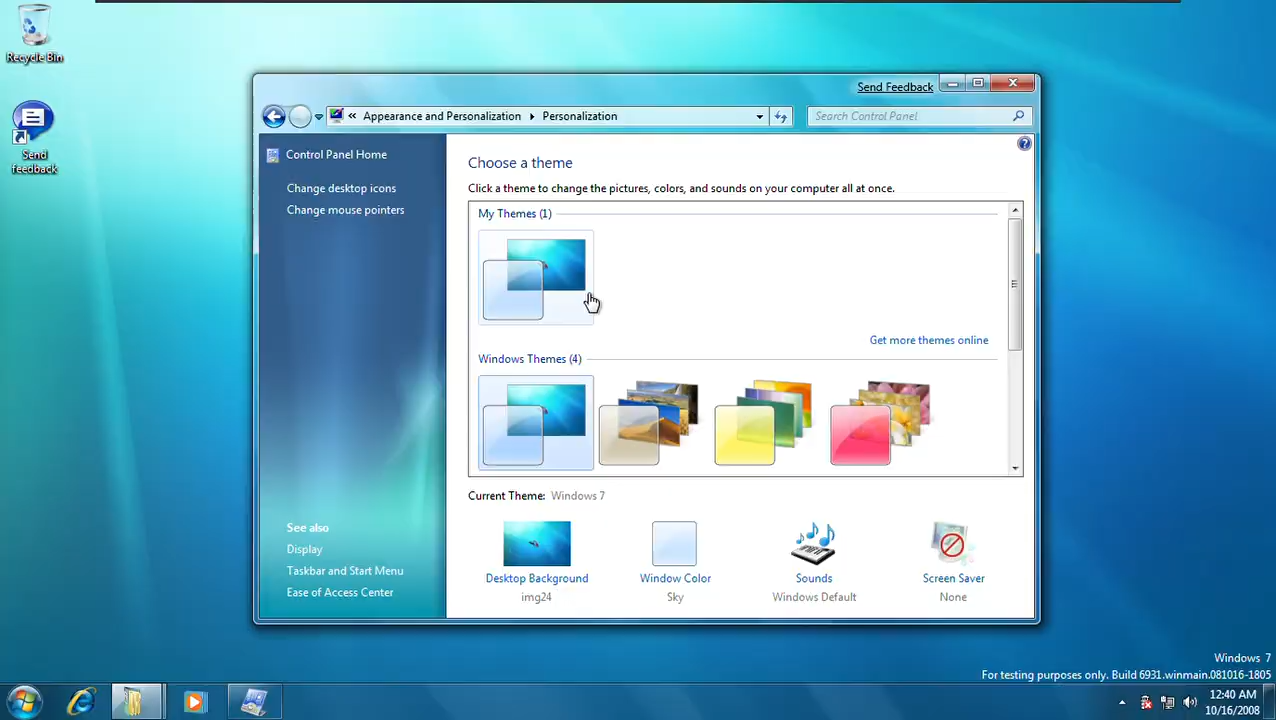 Recycle Bin
Send
feedback
Send Feedback
« Appearance and Personalization Personalization
Search Control Panel
Control Panel Home
Change desktop icons
Change mouse pointers
Choose a theme
Click a theme to change the pictures, colors, and sounds on your computer all at once.
My Themes (1)
Get more themes online
Windows Themes (4)
Current Theme: Windows 7
Desktop Background
img24
Window Color
Sky
Sounds
Windows Default
Screen Saver
None
See also
Display
Taskbar and Start Menu
Ease of Access Center
Windows 7
For testing purposes only. Build 6931.winmain.081016-1805
12:40 AM
10/16/2008